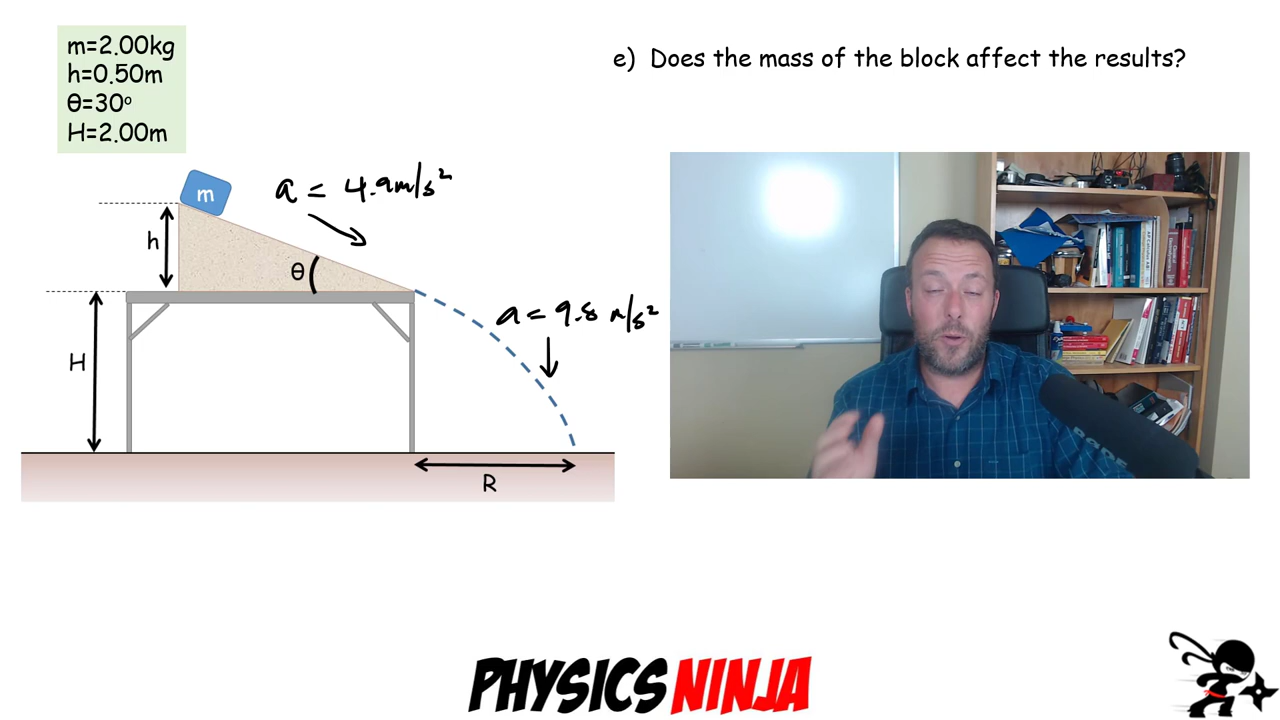 m=2.00kg
h=0.50m
θ=30°
H=2.00m
e) Does the mass of the block affect the results?
m
a = 4.9m/s²
h
θ
a = 9.8 m/s²
H
R
PHYSICS NINJA